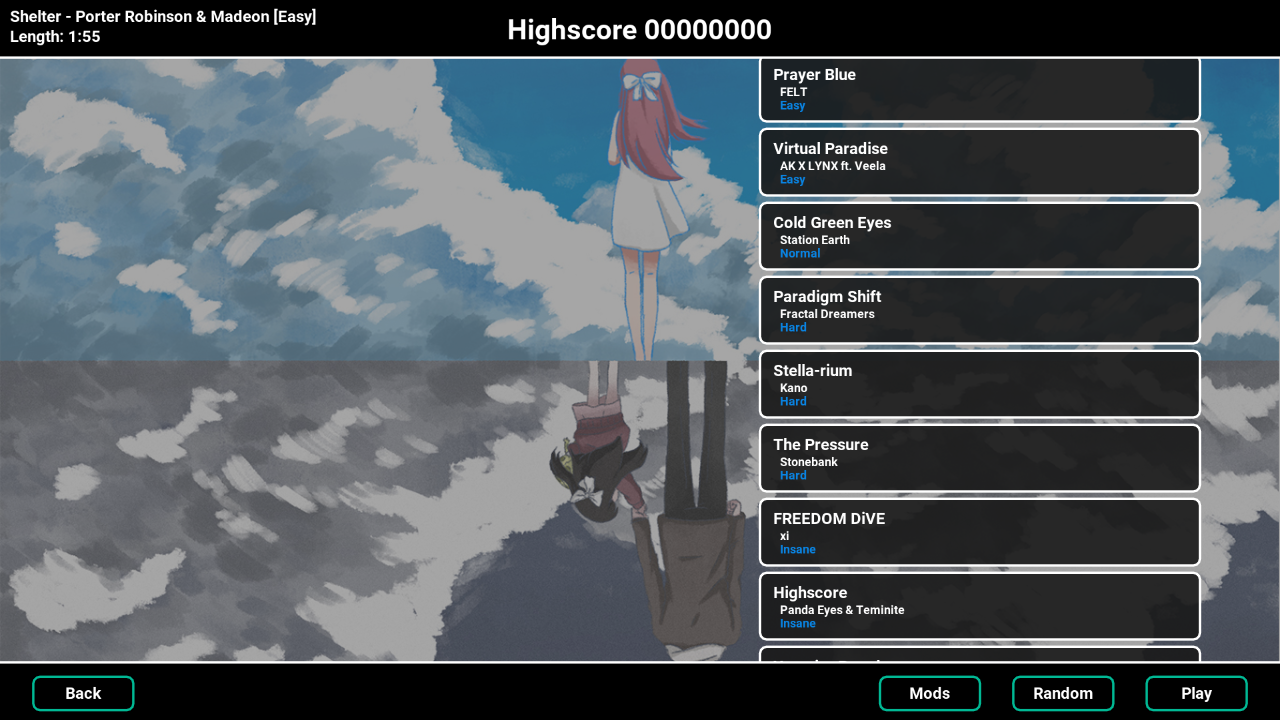 Shelter - Porter Robinson & Madeon [Easy]
Length: 1:55
Highscore 00000000
Prayer Blue
FELT
Easy
Virtual Paradise
AK X LYNX ft. Veela
Easy
Cold Green Eyes
Station Earth
Normal
Paradigm Shift
Fractal Dreamers
Hard
Stella-rium
Kano
Hard
The Pressure
Stonebank
Hard
FREEDOM DiVE
xi
Insane
Highscore
Panda Eyes & Teminite
Insane
Back
Mods
Random
Play